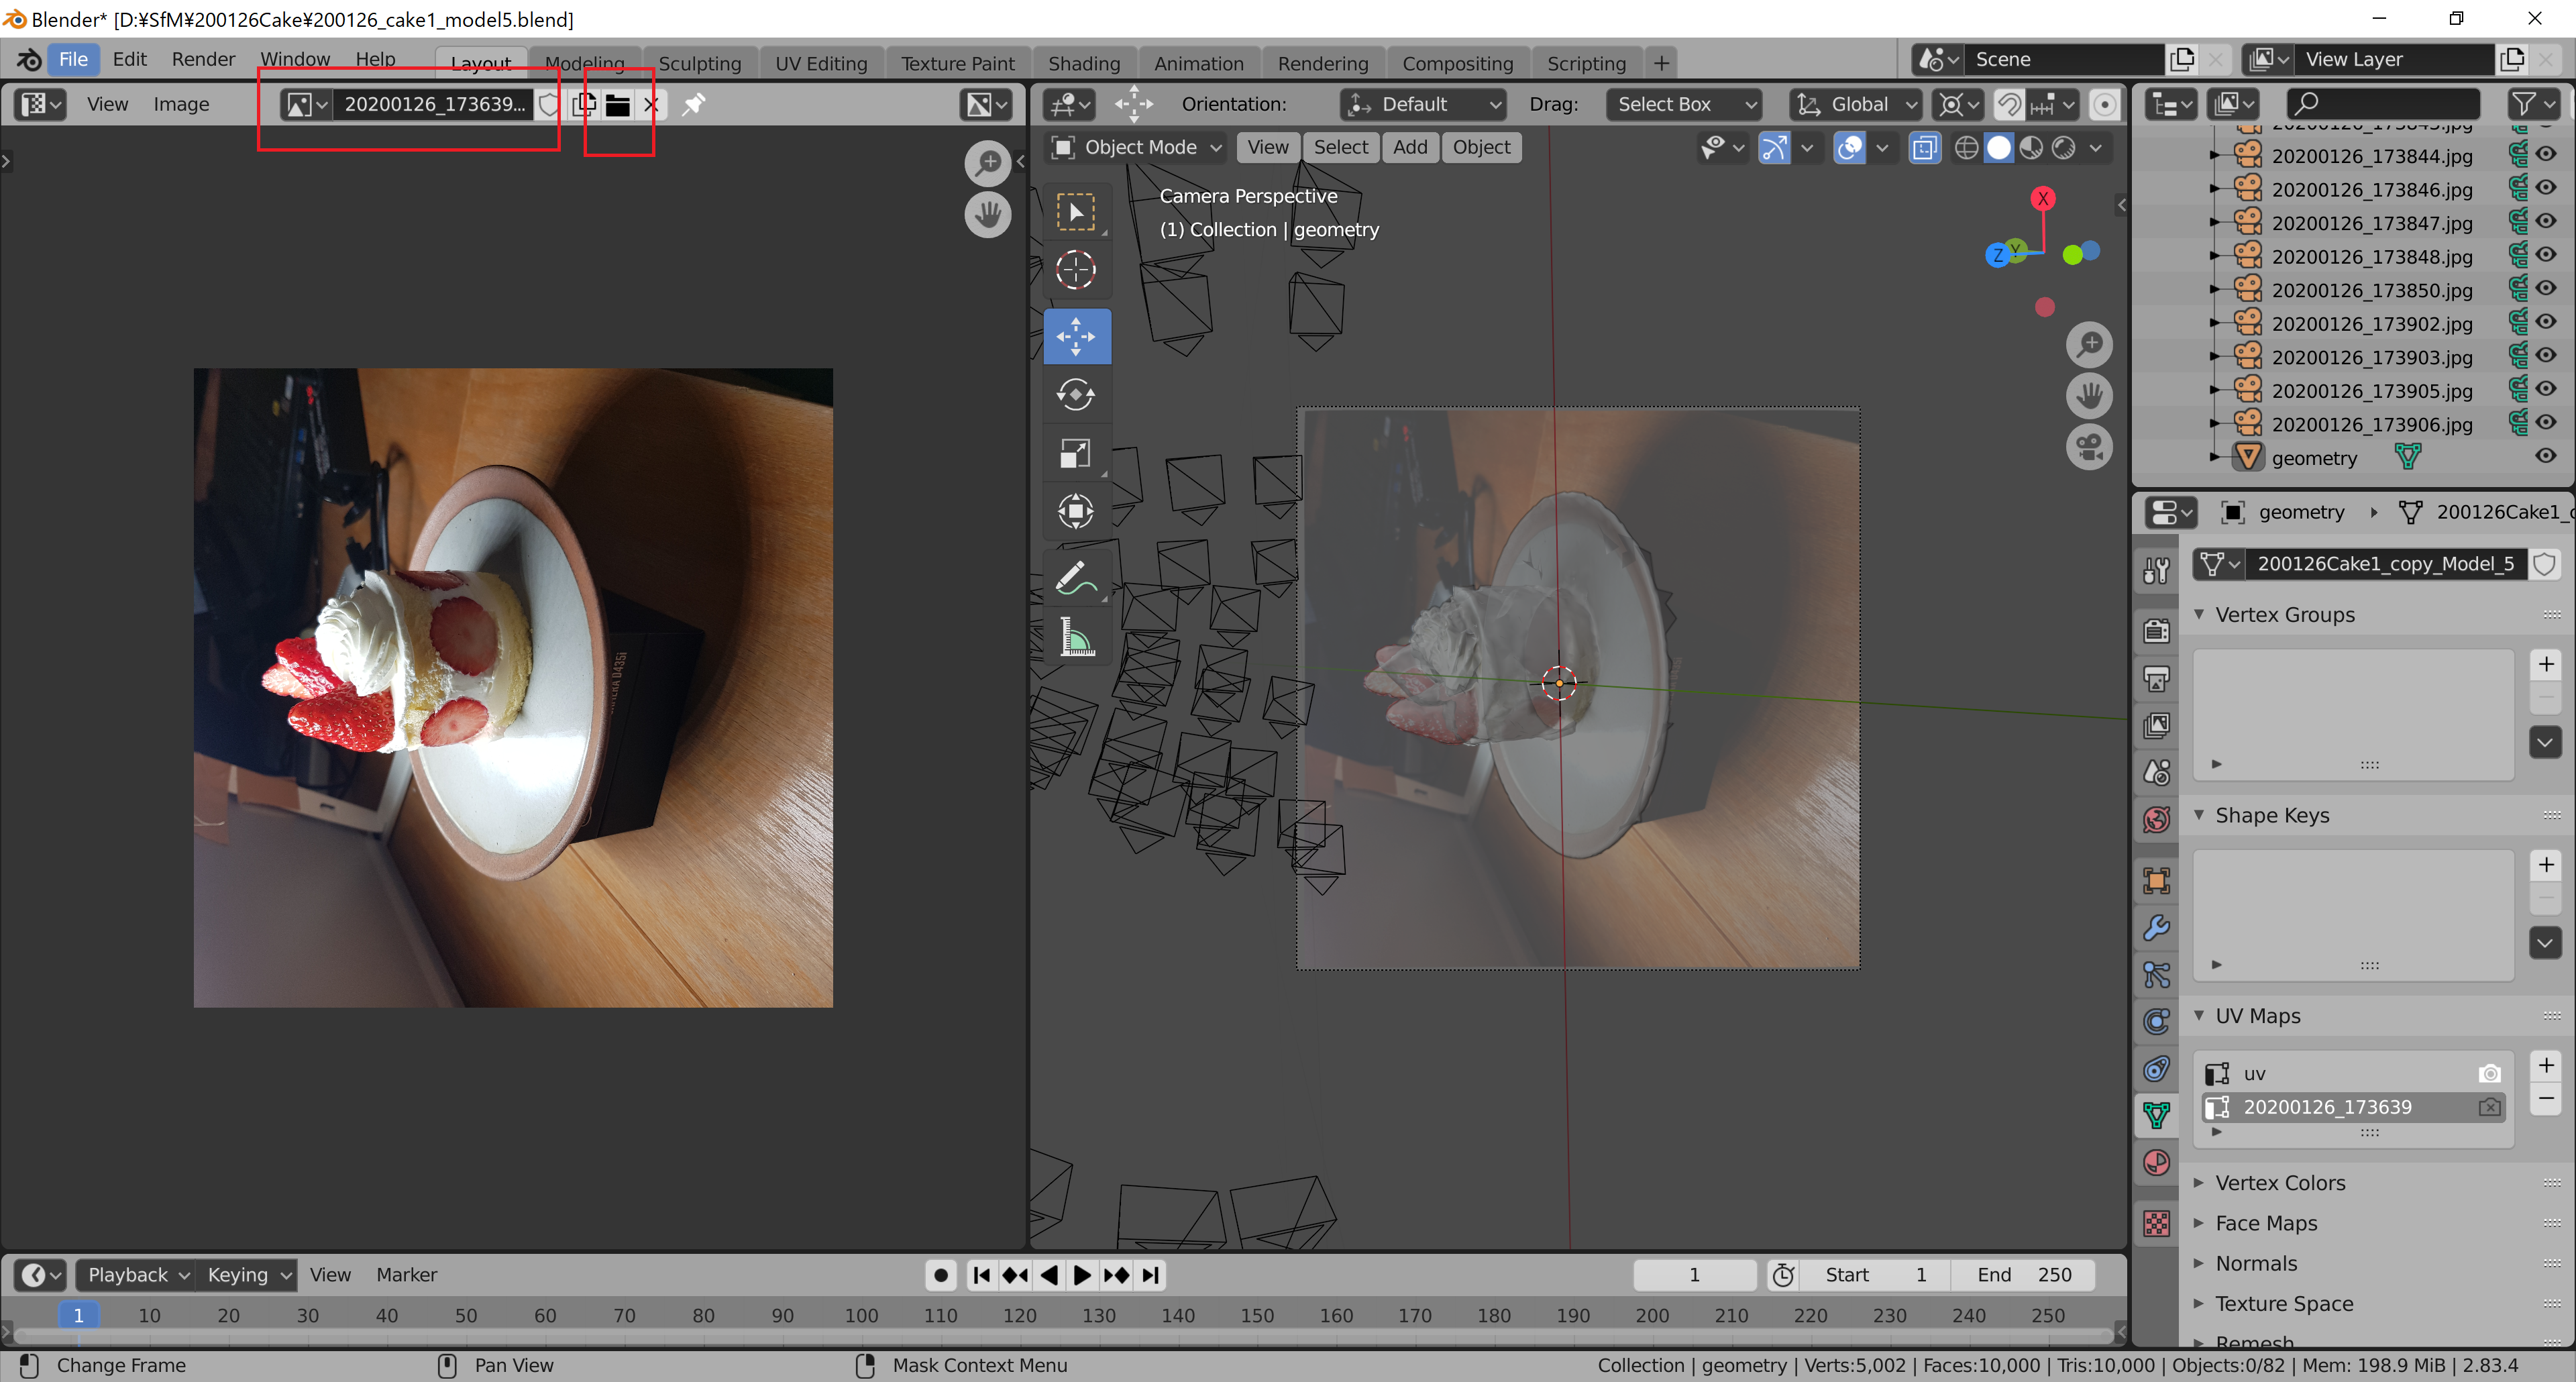 Blender* [D:¥SfM¥200126Cake¥200126_cake1_model5.blend]
File Edit Render Window Help Layout Modeling Sculpting UV Editing Texture Paint Shading Animation Rendering Compositing Scripting + Scene View Layer
View Image 20200126_173639... Orientation: Default Drag: Select Box Global
Object Mode View Select Add Object
Camera Perspective
(1) Collection | geometry
X
Y
Z
20200126_173843.jpg
20200126_173844.jpg
20200126_173846.jpg
20200126_173847.jpg
20200126_173848.jpg
20200126_173850.jpg
20200126_173902.jpg
20200126_173903.jpg
20200126_173905.jpg
20200126_173906.jpg
geometry
geometry 200126Cake1_c
200126Cake1_copy_Model_5
Vertex Groups
Shape Keys
UV Maps
uv
20200126_173639
Vertex Colors
Face Maps
Normals
Texture Space
Remesh
D435i
Playback Keying View Marker 1 Start 1 End 250
1 10 20 30 40 50 60 70 80 90 100 110 120 130 140 150 160 170 180 190 200 210 220 230 240 250
Change Frame Pan View Mask Context Menu Collection | geometry | Verts:5,002 | Faces:10,000 | Tris:10,000 | Objects:0/82 | Mem: 198.9 MiB | 2.83.4